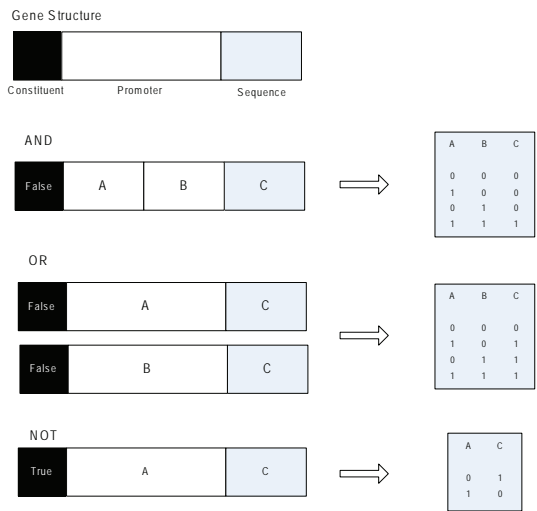 Gene Structure
Constituent Promoter Sequence
AND
False A B C
A B C
0 0 0
1 0 0
0 1 0
1 1 1
OR
False A C
False B C
A B C
0 0 0
1 0 1
0 1 1
1 1 1
NOT
True A C
A C
0 1
1 0